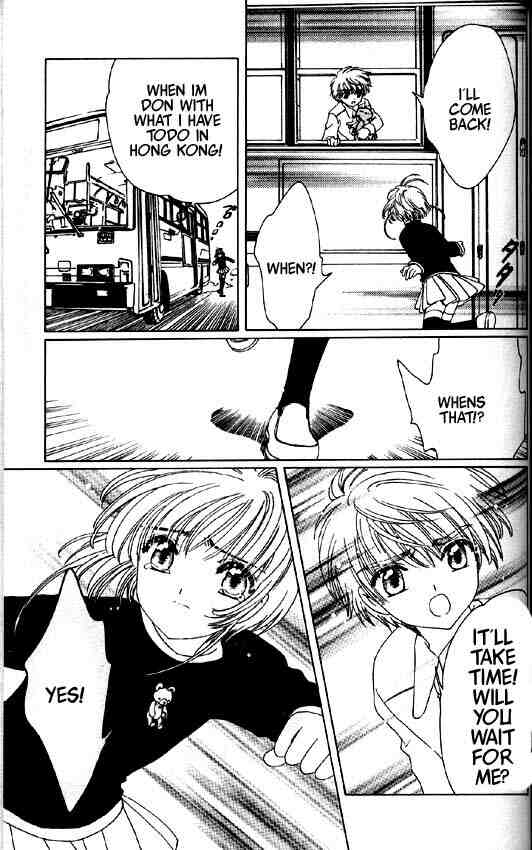 I'LL
COME
BACK!
WHEN?!
WHEN IM
DON WITH
WHAT I HAVE
TODO IN
HONG KONG!
WHENS
THAT!?
IT'LL
TAKE
TIME!
WILL
YOU
WAIT
FOR
ME?
YES!